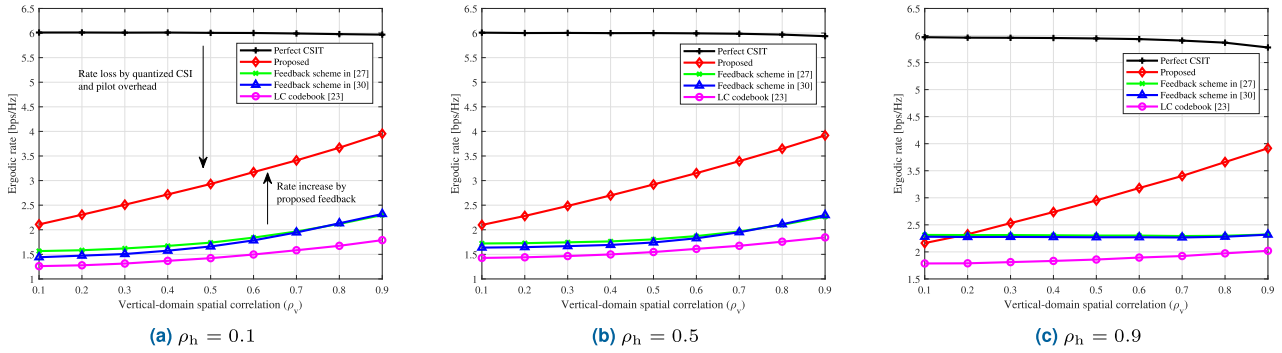 6.5
6
5.5
5
4.5
4
3.5
3
2.5
2
1.5
1
Ergodic rate [bps/Hz]
Perfect CSIT
Proposed
Feedback scheme in [27]
Feedback scheme in [30]
LC codebook [23]
Rate loss by quantized CSI
and pilot overhead
Rate increase by
proposed feedback
0.1 0.2 0.3 0.4 0.5 0.6 0.7 0.8 0.9
Vertical-domain spatial correlation (ρv)
(a) ρh = 0.1
6.5
6
5.5
5
4.5
4
3.5
3
2.5
2
1.5
1
Ergodic rate [bps/Hz]
Perfect CSIT
Proposed
Feedback scheme in [27]
Feedback scheme in [30]
LC codebook [23]
0.1 0.2 0.3 0.4 0.5 0.6 0.7 0.8 0.9
Vertical-domain spatial correlation (ρv)
(b) ρh = 0.5
6.5
6
5.5
5
4.5
4
3.5
3
2.5
2
1.5
Ergodic rate [bps/Hz]
Perfect CSIT
Proposed
Feedback scheme in [27]
Feedback scheme in [30]
LC codebook [23]
0.1 0.2 0.3 0.4 0.5 0.6 0.7 0.8 0.9
Vertical-domain spatial correlation (ρv)
(c) ρh = 0.9